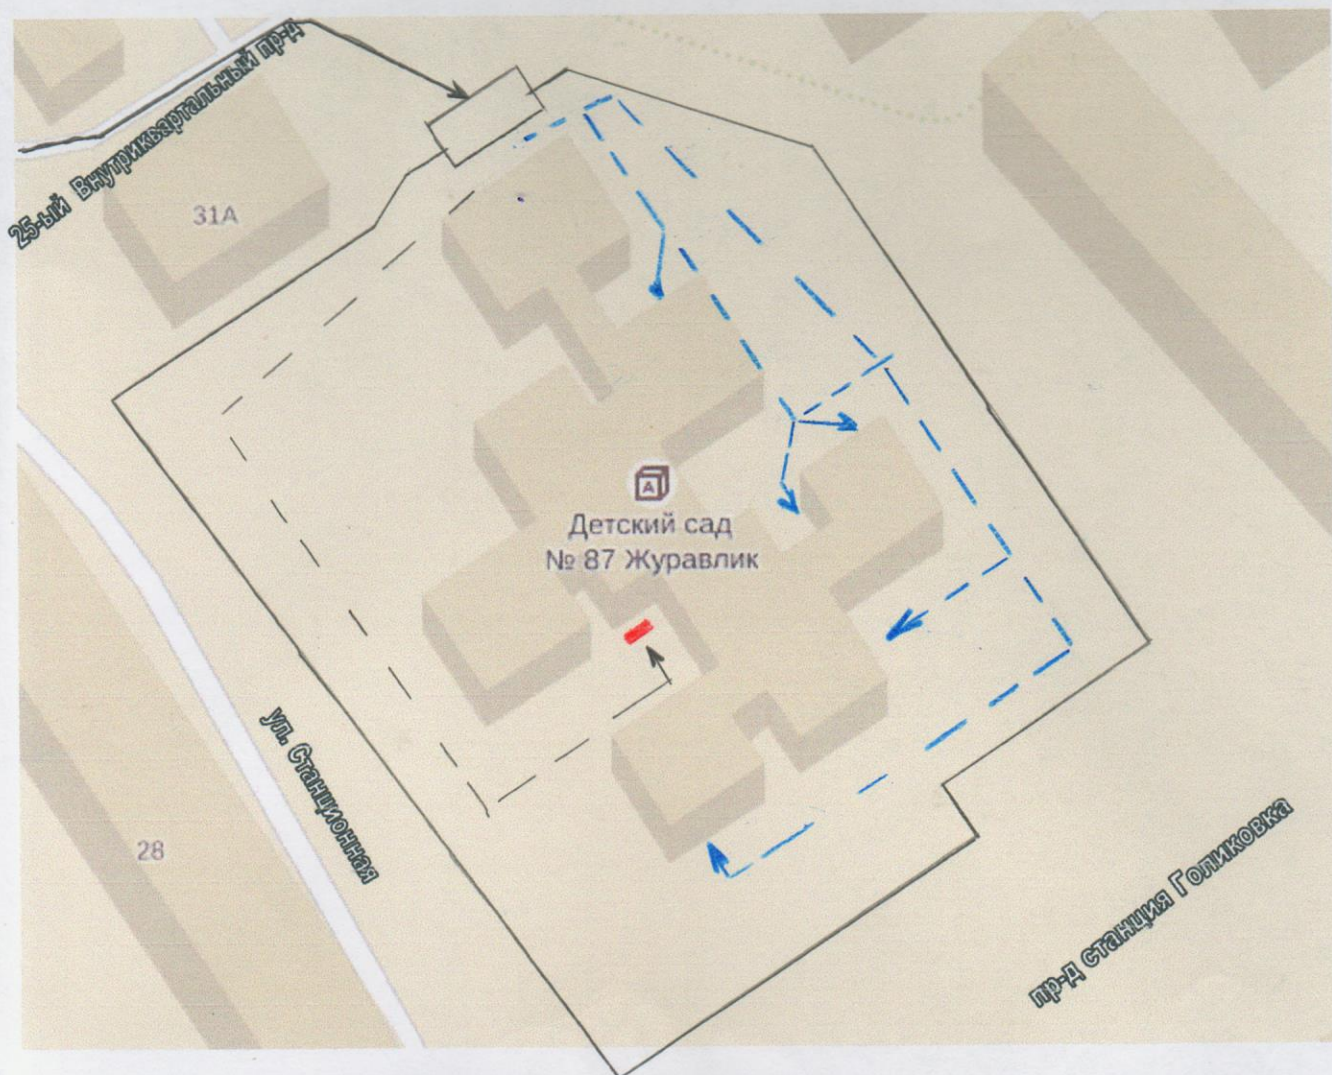 25-ый Внутриквартальный пр-д
31А
А
Детский сад
№ 87 Журавлик
ул. Станционная
28
пр-д станция Голиковка